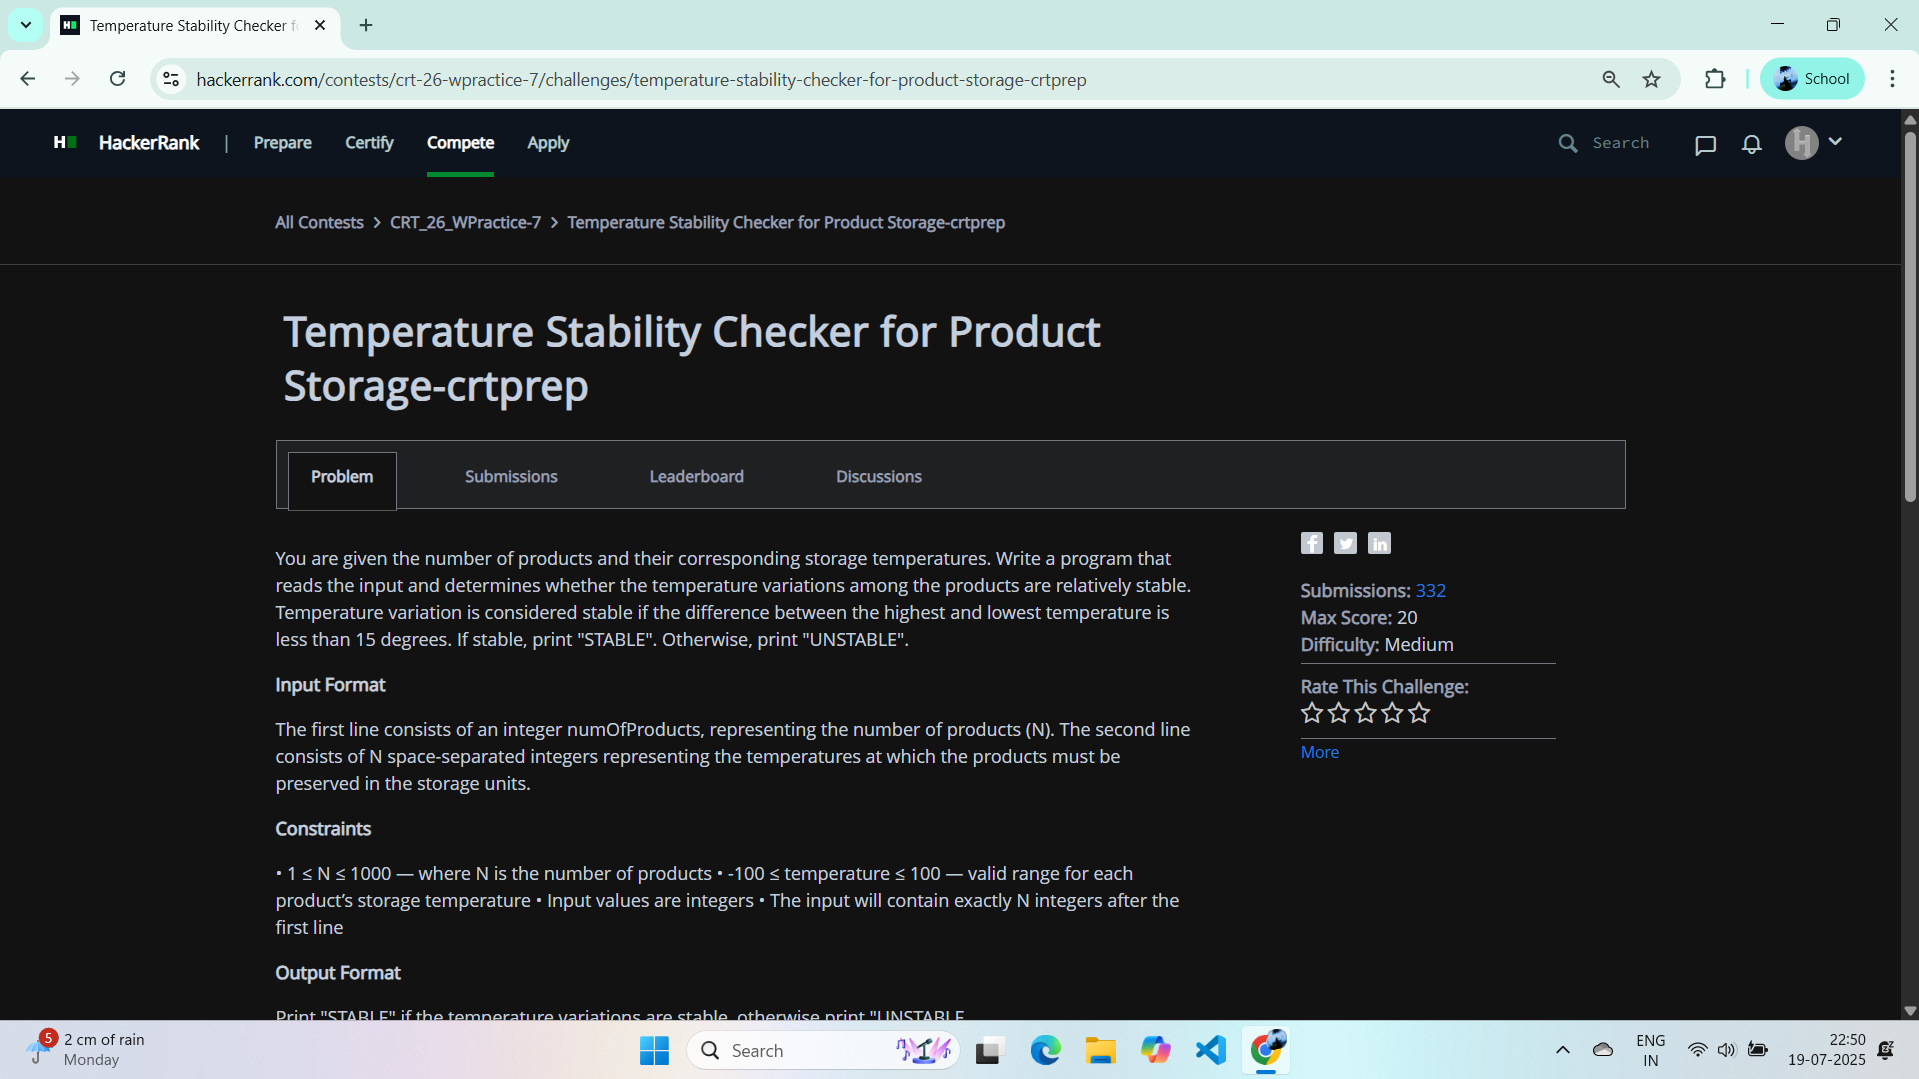 Temperature Stability Checker f
hackerrank.com/contests/crt-26-wpractice-7/challenges/temperature-stability-checker-for-product-storage-crtprep
School
H
HackerRank | Prepare Certify Compete Apply
Search
All Contests > CRT_26_WPractice-7 > Temperature Stability Checker for Product Storage-crtprep
Temperature Stability Checker for Product
Storage-crtprep
Problem Submissions Leaderboard Discussions
You are given the number of products and their corresponding storage temperatures. Write a program that
reads the input and determines whether the temperature variations among the products are relatively stable.
Temperature variation is considered stable if the difference between the highest and lowest temperature is
less than 15 degrees. If stable, print "STABLE". Otherwise, print "UNSTABLE".
Input Format
The first line consists of an integer numOfProducts, representing the number of products (N). The second line
consists of N space-separated integers representing the temperatures at which the products must be
preserved in the storage units.
Constraints
• 1 ≤ N ≤ 1000 — where N is the number of products • -100 ≤ temperature ≤ 100 — valid range for each
product’s storage temperature • Input values are integers • The input will contain exactly N integers after the
first line
Output Format
Print "STABLE" if the temperature variations are stable, otherwise print "UNSTABLE
Submissions: 332
Max Score: 20
Difficulty: Medium
Rate This Challenge:
More
5
2 cm of rain
Monday
Search
ENG
IN
22:50
19-07-2025